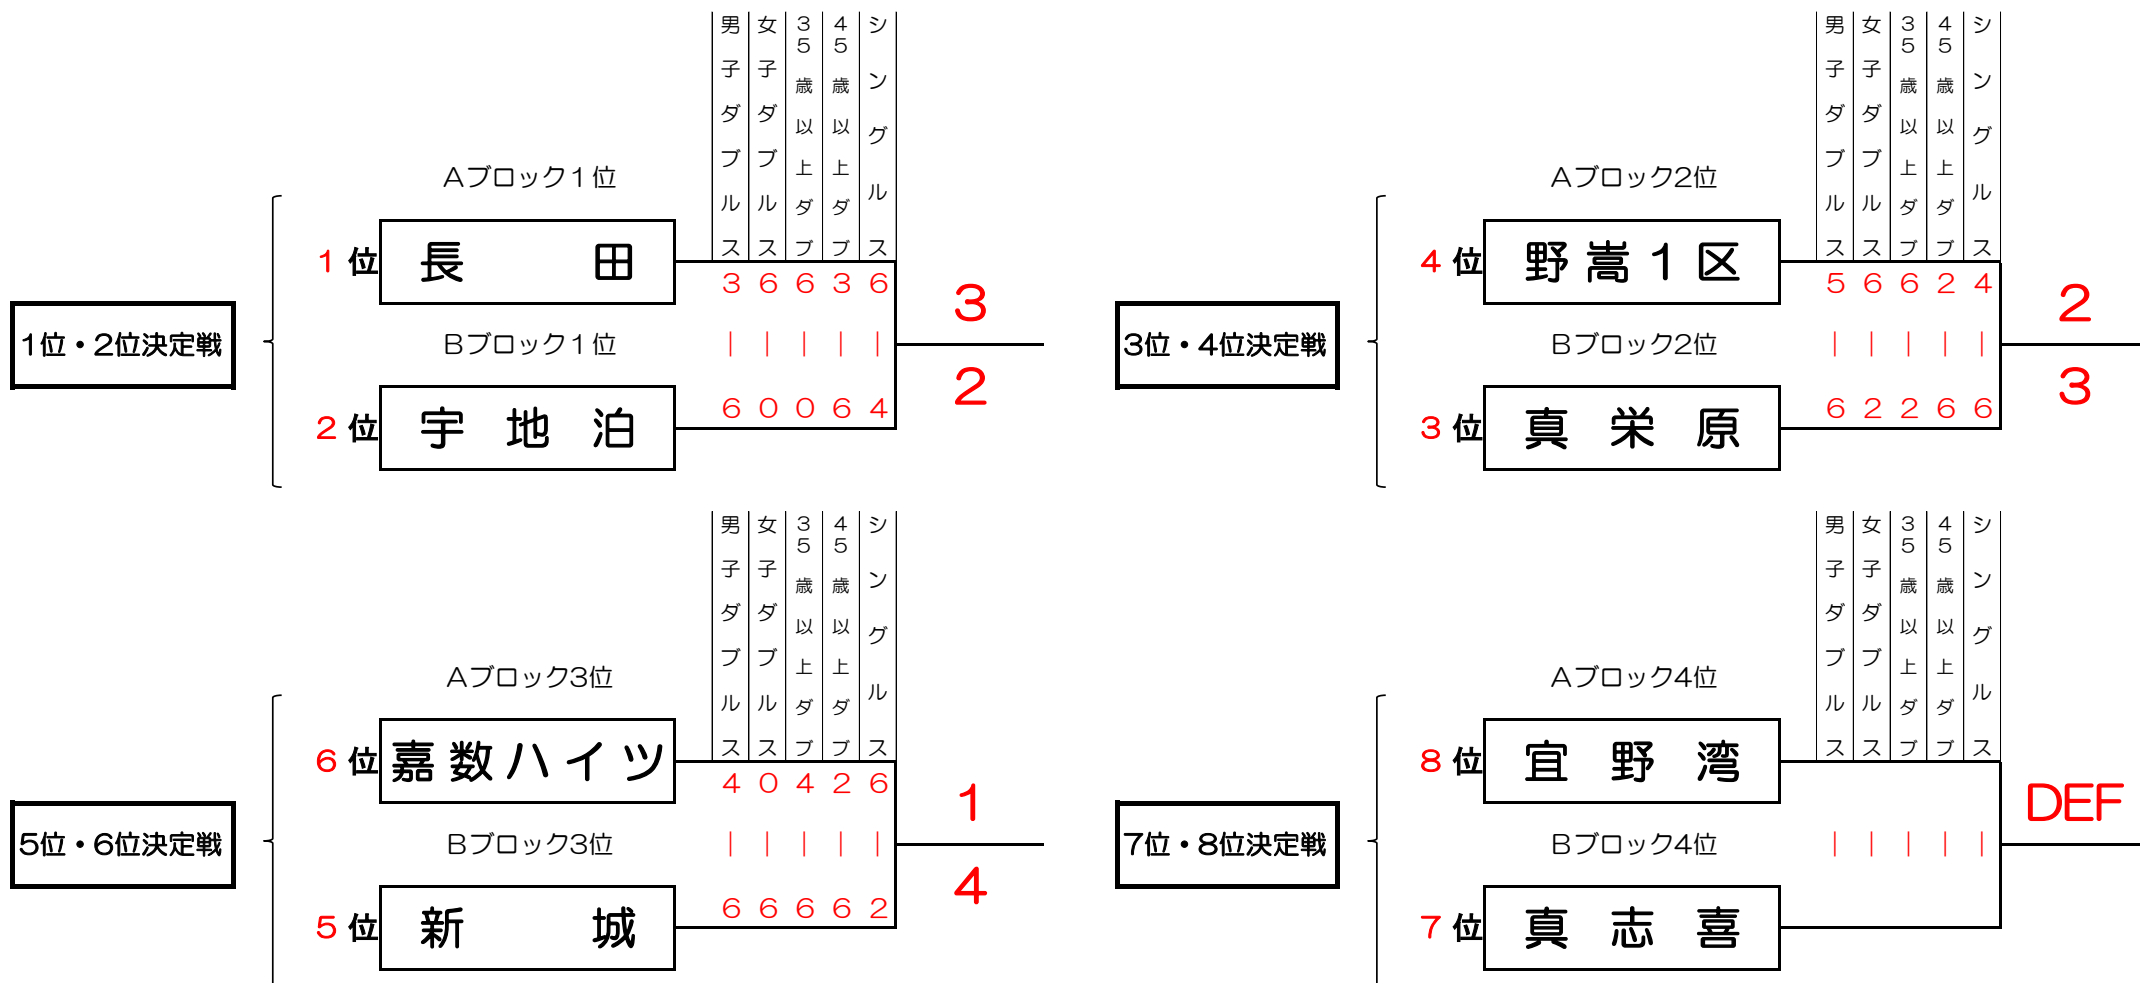 男子ダブルス
女子ダブルス
35歳以上ダブ
45歳以上ダブ
シングルス
Aブロック1位
1位 長田
3 6 6 3 6
3
1位・2位決定戦
Bブロック1位
| | | | |
2
2位 宇地泊
6 0 0 6 4
男子ダブルス
女子ダブルス
35歳以上ダブ
45歳以上ダブ
シングルス
Aブロック2位
4位 野嵩1区
5 6 6 2 4
2
3位・4位決定戦
Bブロック2位
| | | | |
3
3位 真栄原
6 2 2 6 6
男子ダブルス
女子ダブルス
35歳以上ダブ
45歳以上ダブ
シングルス
Aブロック3位
6位 嘉数ハイツ
4 0 4 2 6
1
5位・6位決定戦
Bブロック3位
| | | | |
4
5位 新城
6 6 6 6 2
男子ダブルス
女子ダブルス
35歳以上ダブ
45歳以上ダブ
シングルス
Aブロック4位
8位 宜野湾
DEF
7位・8位決定戦
Bブロック4位
| | | | |
7位 真志喜